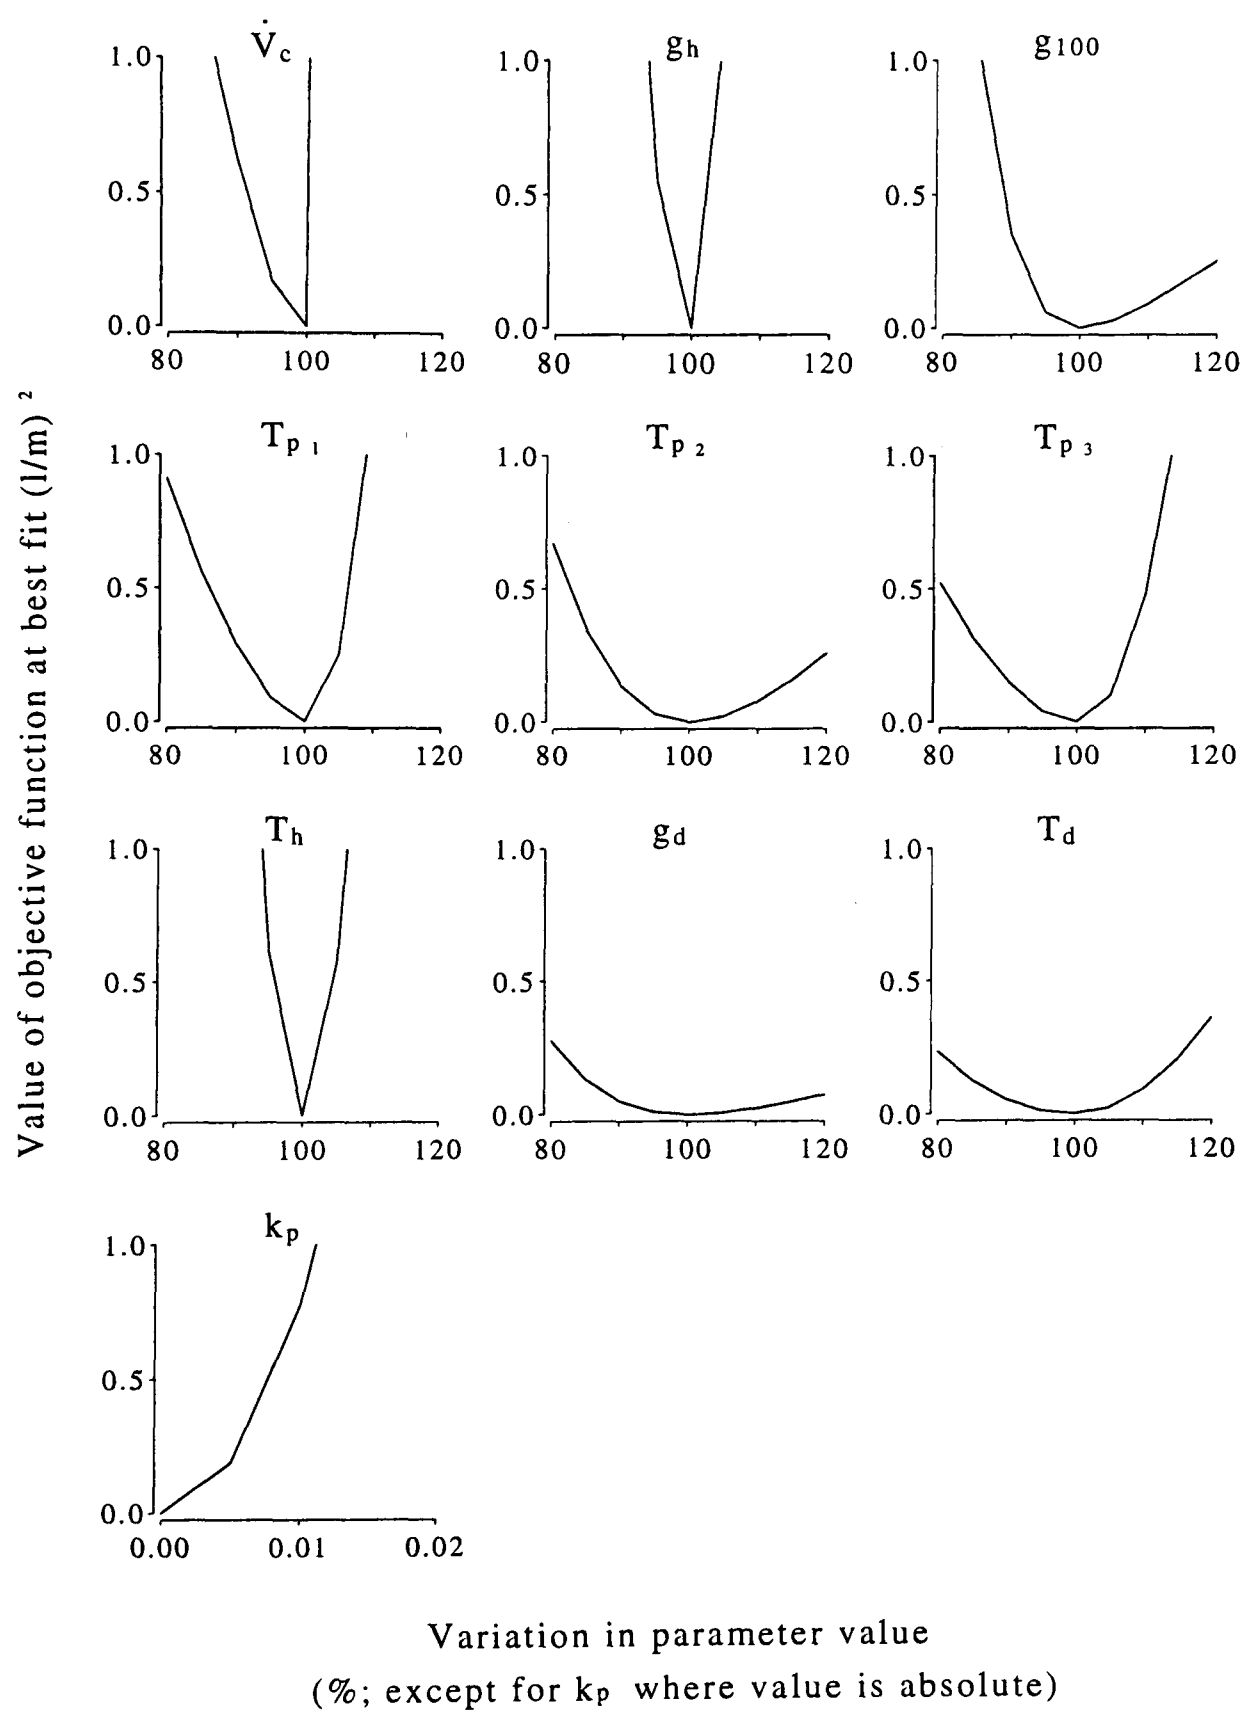 V̇c
1.0
0.5
0.0
80 100 120
gh
1.0
0.5
0.0
80 100 120
g100
1.0
0.5
0.0
80 100 120
Tp1
1.0
0.5
0.0
80 100 120
Tp2
1.0
0.5
0.0
80 100 120
Tp3
1.0
0.5
0.0
80 100 120
Th
1.0
0.5
0.0
80 100 120
gd
1.0
0.5
0.0
80 100 120
Td
1.0
0.5
0.0
80 100 120
kp
1.0
0.5
0.0
0.00 0.01 0.02
Value of objective function at best fit (l/m) ²
Variation in parameter value
(%; except for kp where value is absolute)